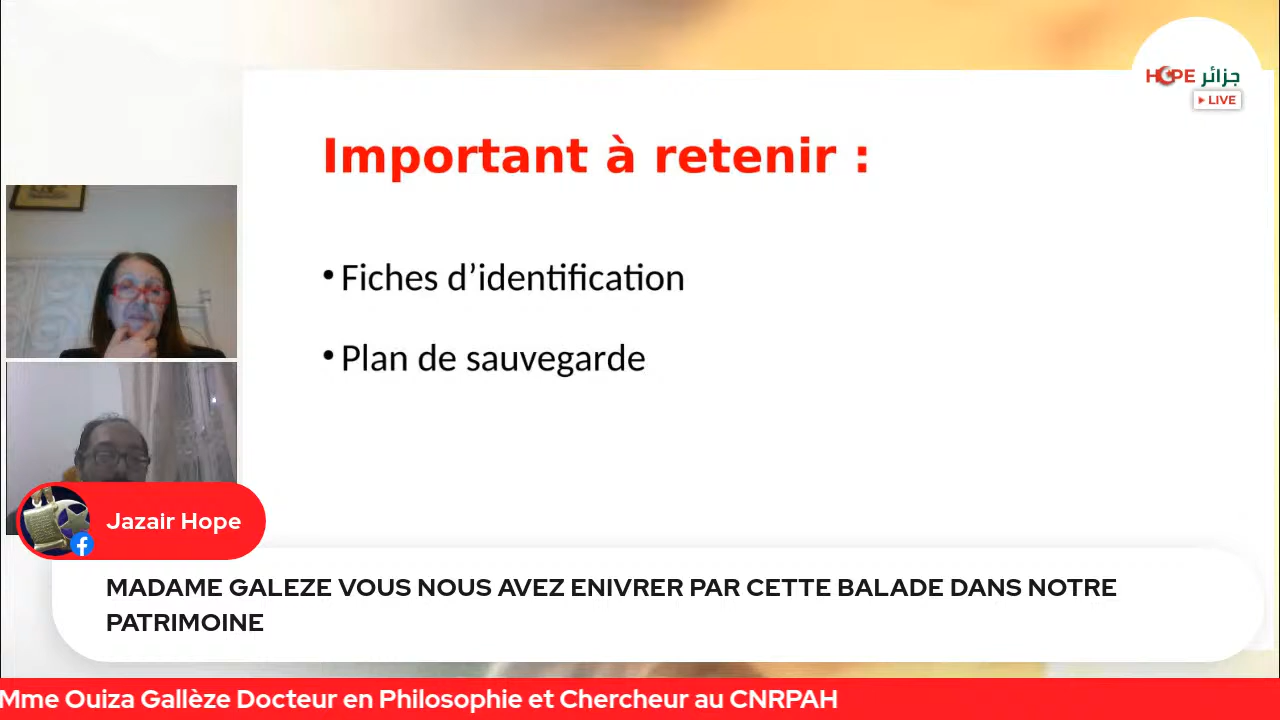 HOPE جزائر
LIVE
Important à retenir :
• Fiches d’identification
• Plan de sauvegarde
Jazair Hope
MADAME GALEZE VOUS NOUS AVEZ ENIVRER PAR CETTE BALADE DANS NOTRE
PATRIMOINE
Mme Ouiza Gallèze Docteur en Philosophie et Chercheur au CNRPAH